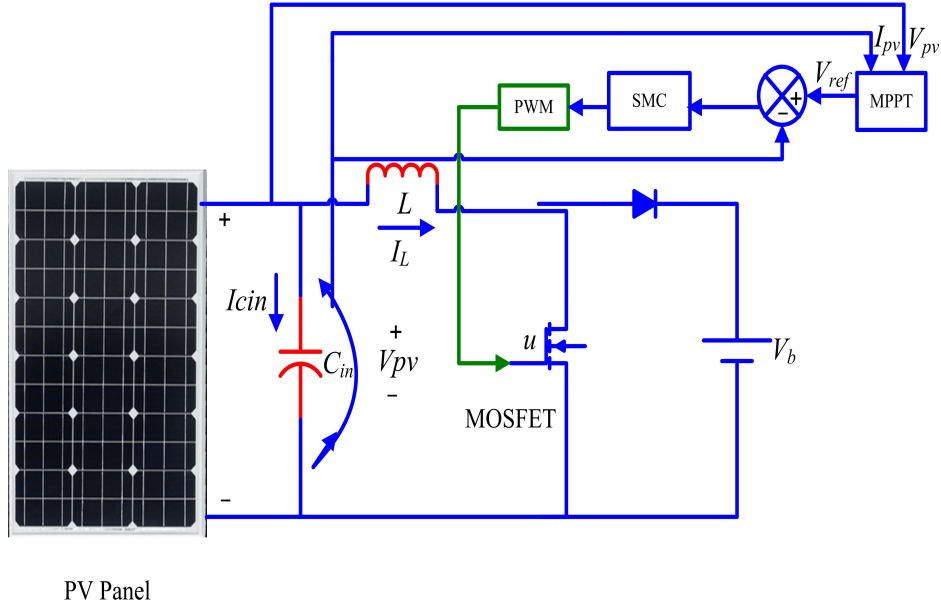 I_pv V_pv
V_ref
PWM
SMC
+
−
MPPT
+
L
I_L
Icin
C_in
+
Vpv
−
u
V_b
MOSFET
−
PV Panel